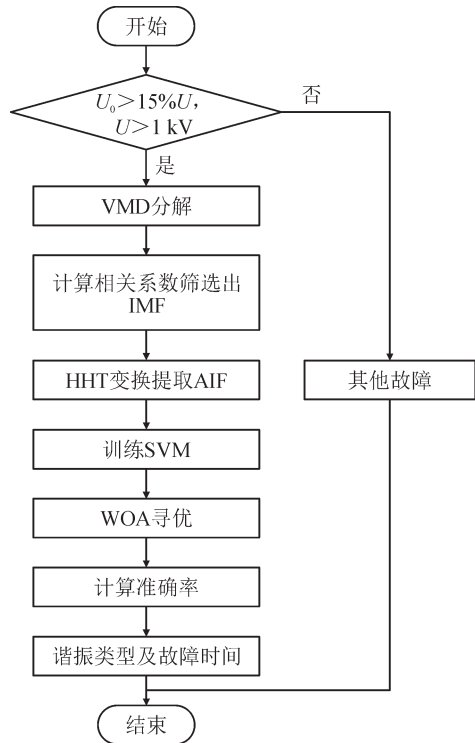 开始
U₀＞15%U，
U＞1 kV
否
是
VMD分解
计算相关系数筛选出
IMF
HHT变换提取AIF
其他故障
训练SVM
WOA寻优
计算准确率
谐振类型及故障时间
结束